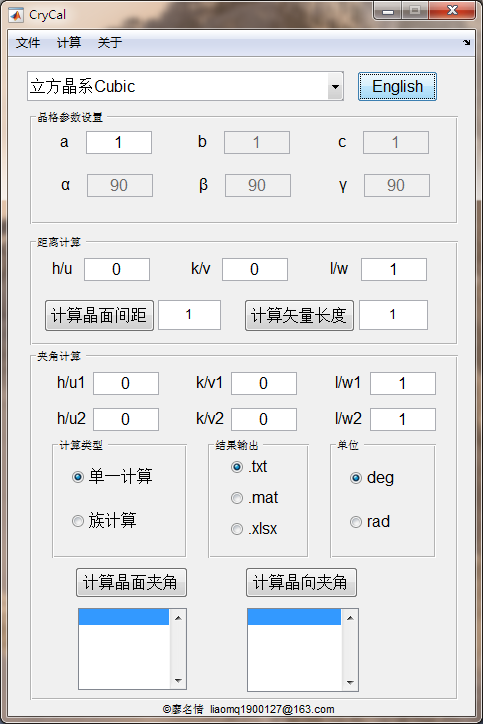 CryCal
文件 计算 关于
立方晶系Cubic English
晶格参数设置
a 1 b 1 c 1
α 90 β 90 γ 90
距离计算
h/u 0 k/v 0 l/w 1
计算晶面间距 1 计算矢量长度 1
夹角计算
h/u1 0 k/v1 0 l/w1 1
h/u2 0 k/v2 0 l/w2 1
计算类型 结果输出 单位
单一计算 .txt deg
族计算 .mat rad
.xlsx
计算晶面夹角 计算晶向夹角
©廖名情 liaomq1900127@163.com